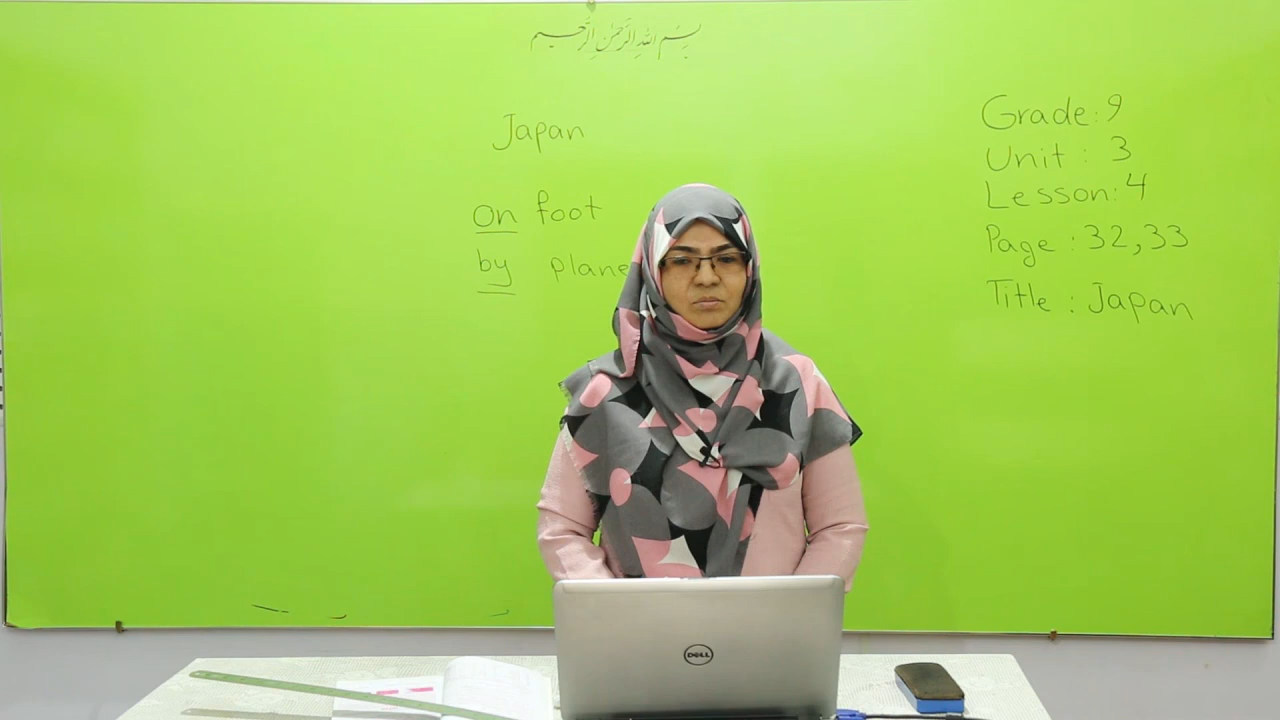 بسم الله الرحمن الرحیم
Japan
On foot
by plane
Grade: 9
Unit : 3
Lesson: 4
Page : 32,33
Title : Japan
DELL